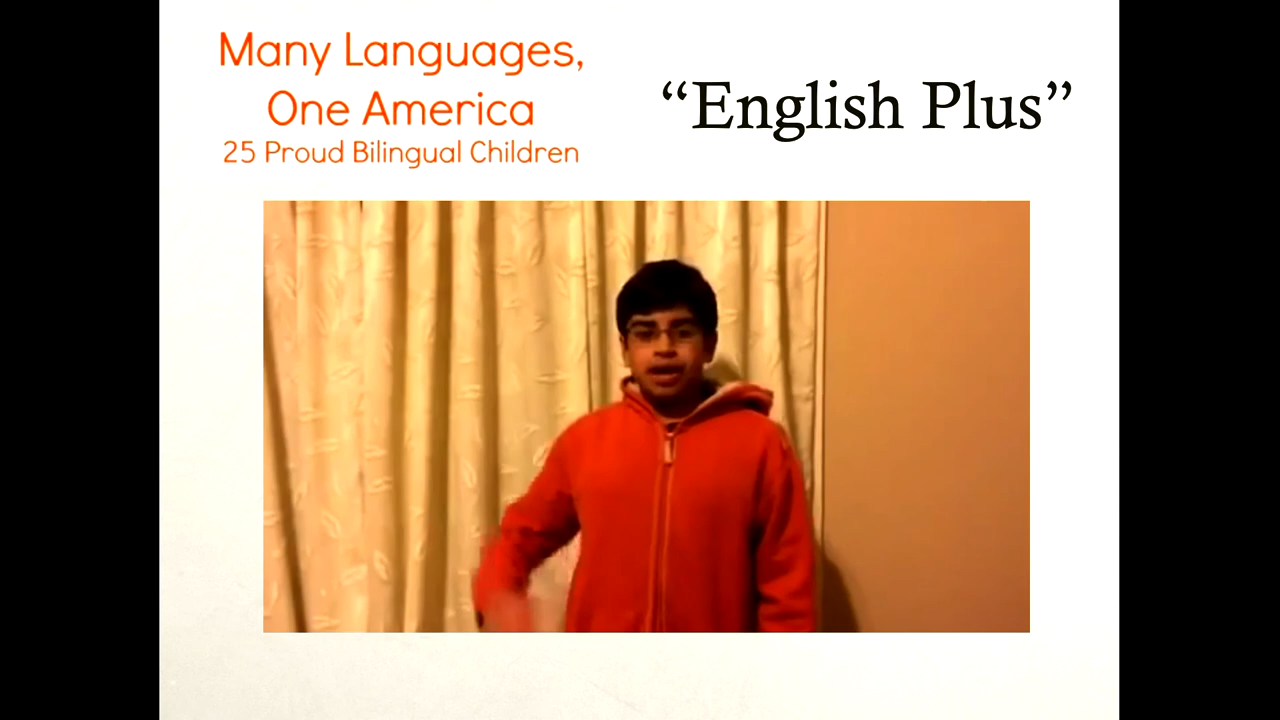 Many Languages,
One America
25 Proud Bilingual Children
“English Plus”